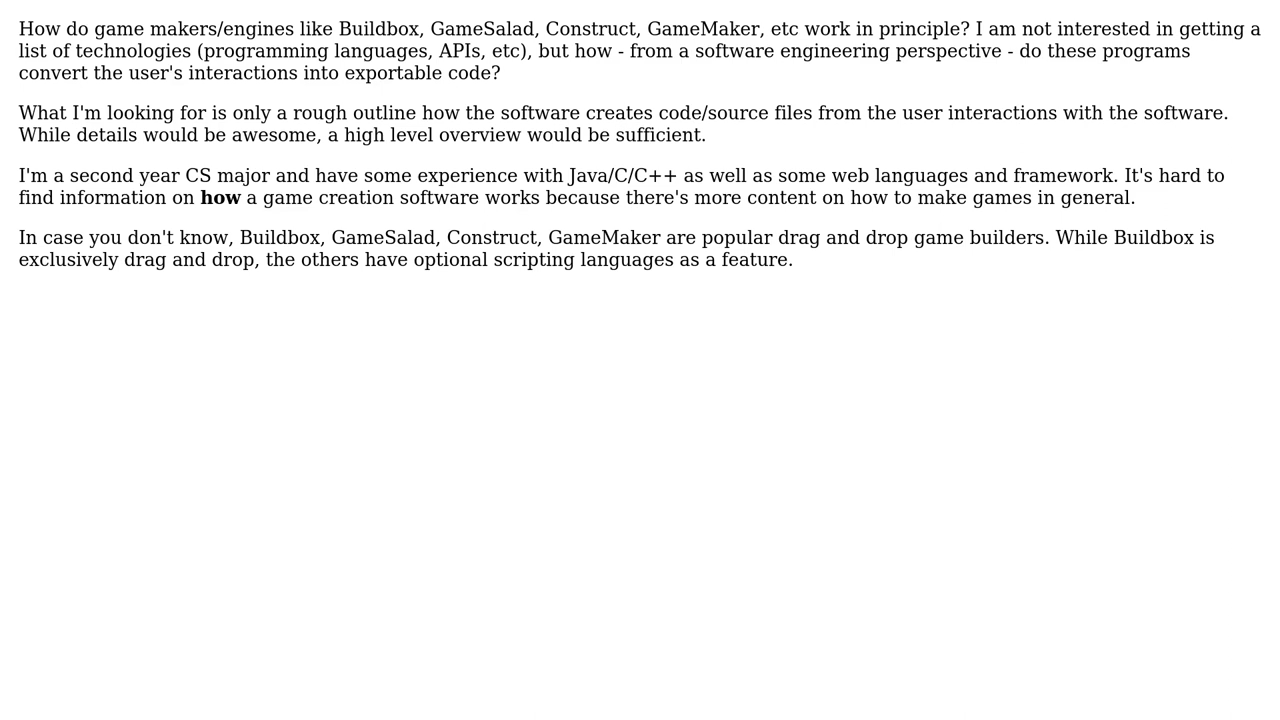 How do game makers/engines like Buildbox, GameSalad, Construct, GameMaker, etc work in principle? I am not interested in getting a
list of technologies (programming languages, APIs, etc), but how - from a software engineering perspective - do these programs
convert the user's interactions into exportable code?
What I'm looking for is only a rough outline how the software creates code/source files from the user interactions with the software.
While details would be awesome, a high level overview would be sufficient.
I'm a second year CS major and have some experience with Java/C/C++ as well as some web languages and framework. It's hard to
find information on how a game creation software works because there's more content on how to make games in general.
In case you don't know, Buildbox, GameSalad, Construct, GameMaker are popular drag and drop game builders. While Buildbox is
exclusively drag and drop, the others have optional scripting languages as a feature.